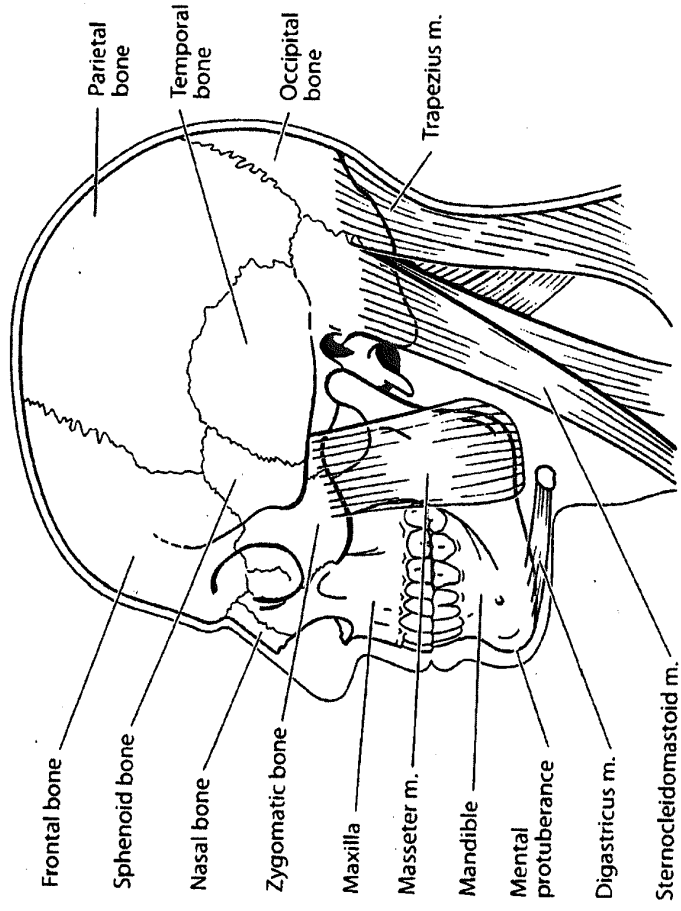 Parietal
bone
Temporal
bone
Occipital
bone
Trapezius m.
Frontal bone
Sphenoid bone
Nasal bone
Zygomatic bone
Maxilla
Masseter m.
Mandible
Mental
protuberance
Digastricus m.
Sternocleidomastoid m.